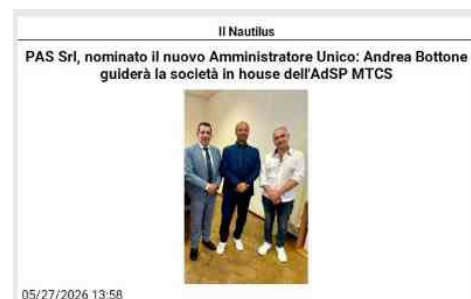 Il Nautilus
PAS Srl, nominato il nuovo Amministratore Unico: Andrea Bottone
guiderà la società in house dell'AdSP MTCS
05/27/2026 13:58